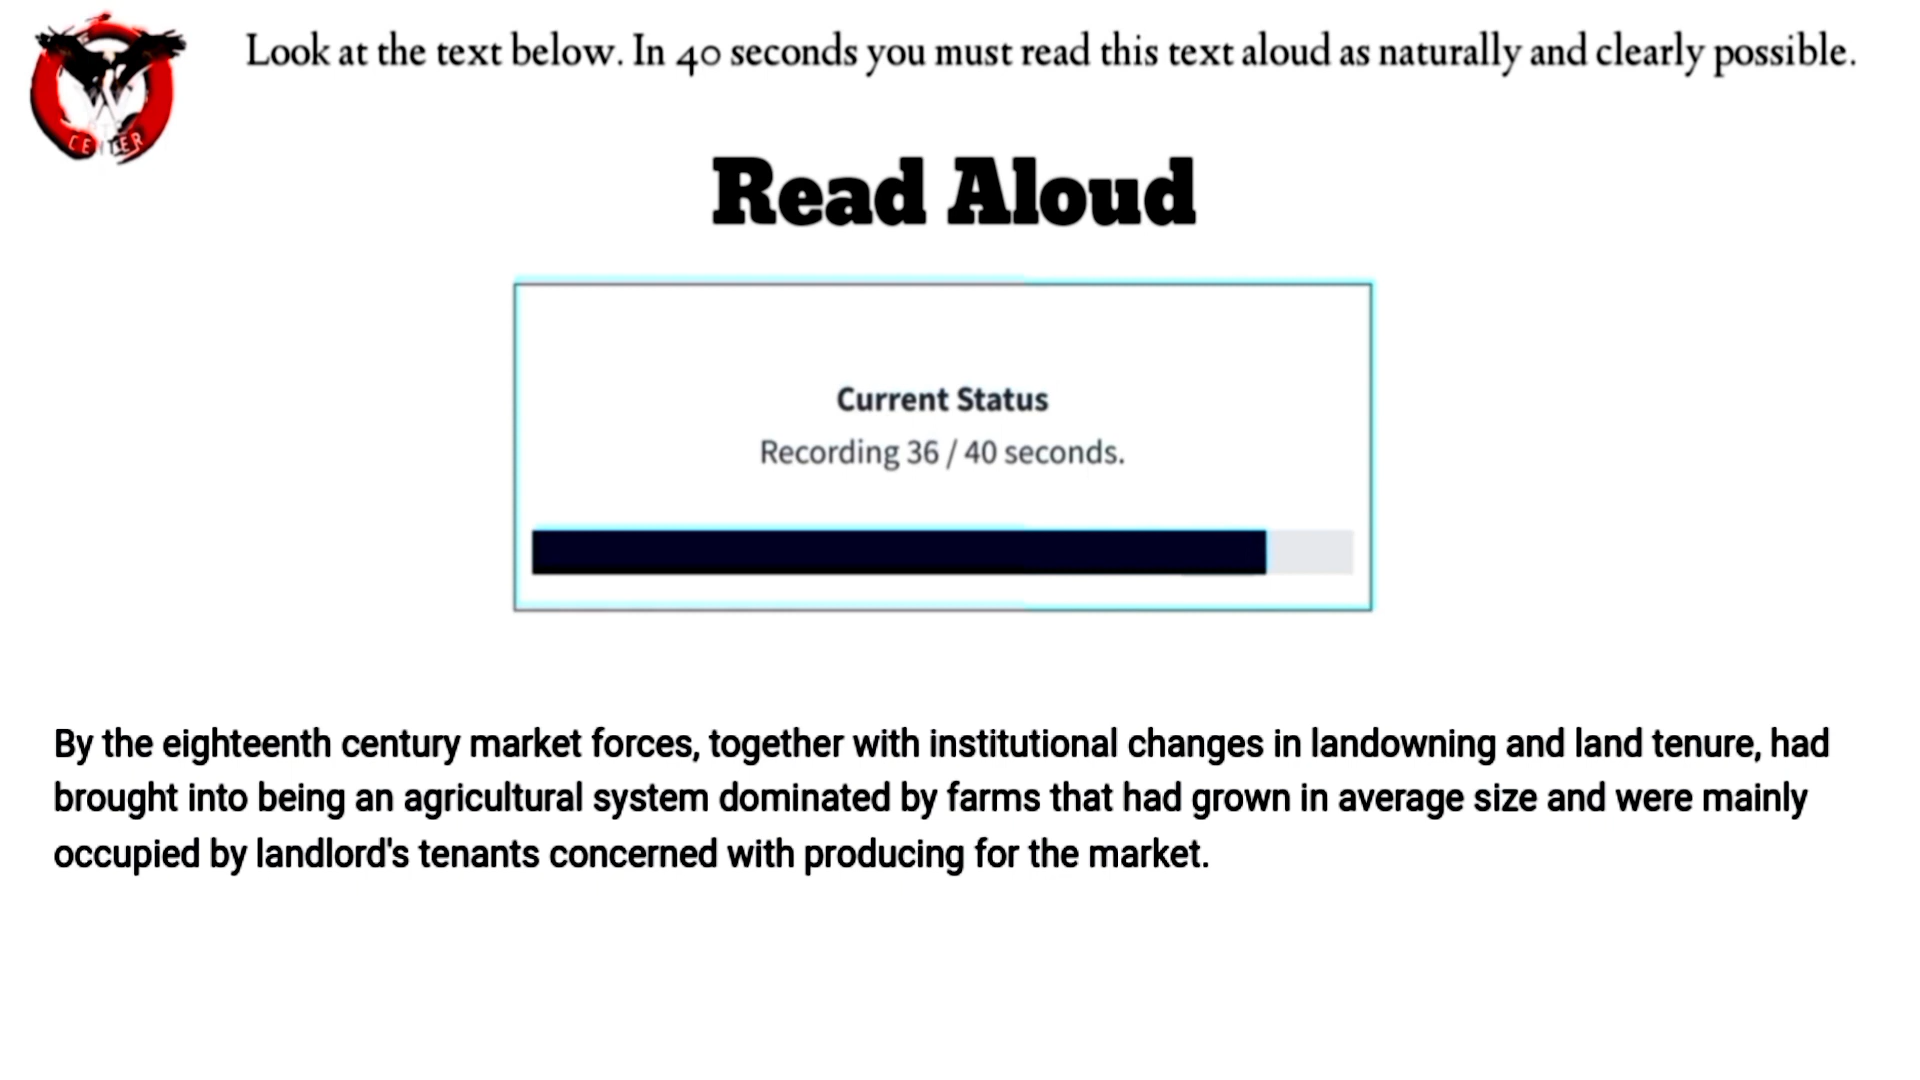 Look at the text below. In 40 seconds you must read this text aloud as naturally and clearly possible.
CENTER
Read Aloud
Current Status
Recording 36 / 40 seconds.
By the eighteenth century market forces, together with institutional changes in landowning and land tenure, had
brought into being an agricultural system dominated by farms that had grown in average size and were mainly
occupied by landlord's tenants concerned with producing for the market.